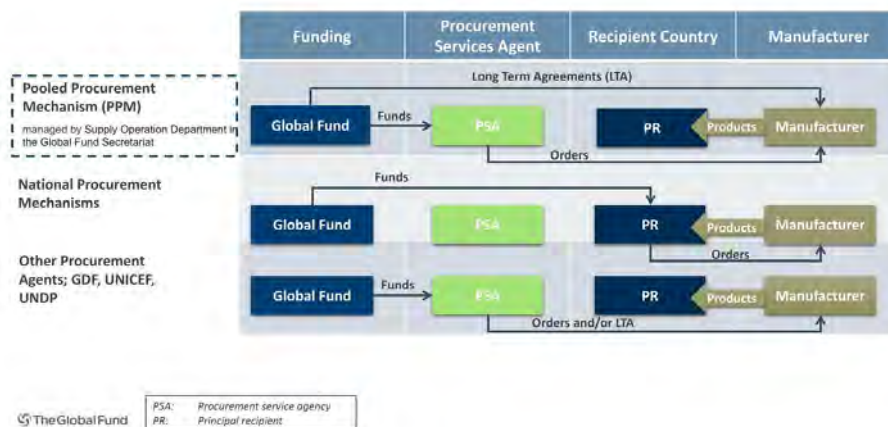 Funding
Procurement
Services Agent
Recipient Country
Manufacturer
Pooled Procurement
Mechanism (PPM)
managed by Supply Operation Department in
the Global Fund Secretariat
Long Term Agreements (LTA)
Global Fund
Funds
PSA
PR
Products
Manufacturer
Orders
National Procurement
Mechanisms
Funds
Global Fund
PSA
PR
Products
Manufacturer
Orders
Other Procurement
Agents; GDF, UNICEF,
UNDP
Global Fund
Funds
PSA
PR
Products
Manufacturer
Orders and/or LTA
TheGlobalFund
PSA: Procurement service agency
PR: Principal recipient